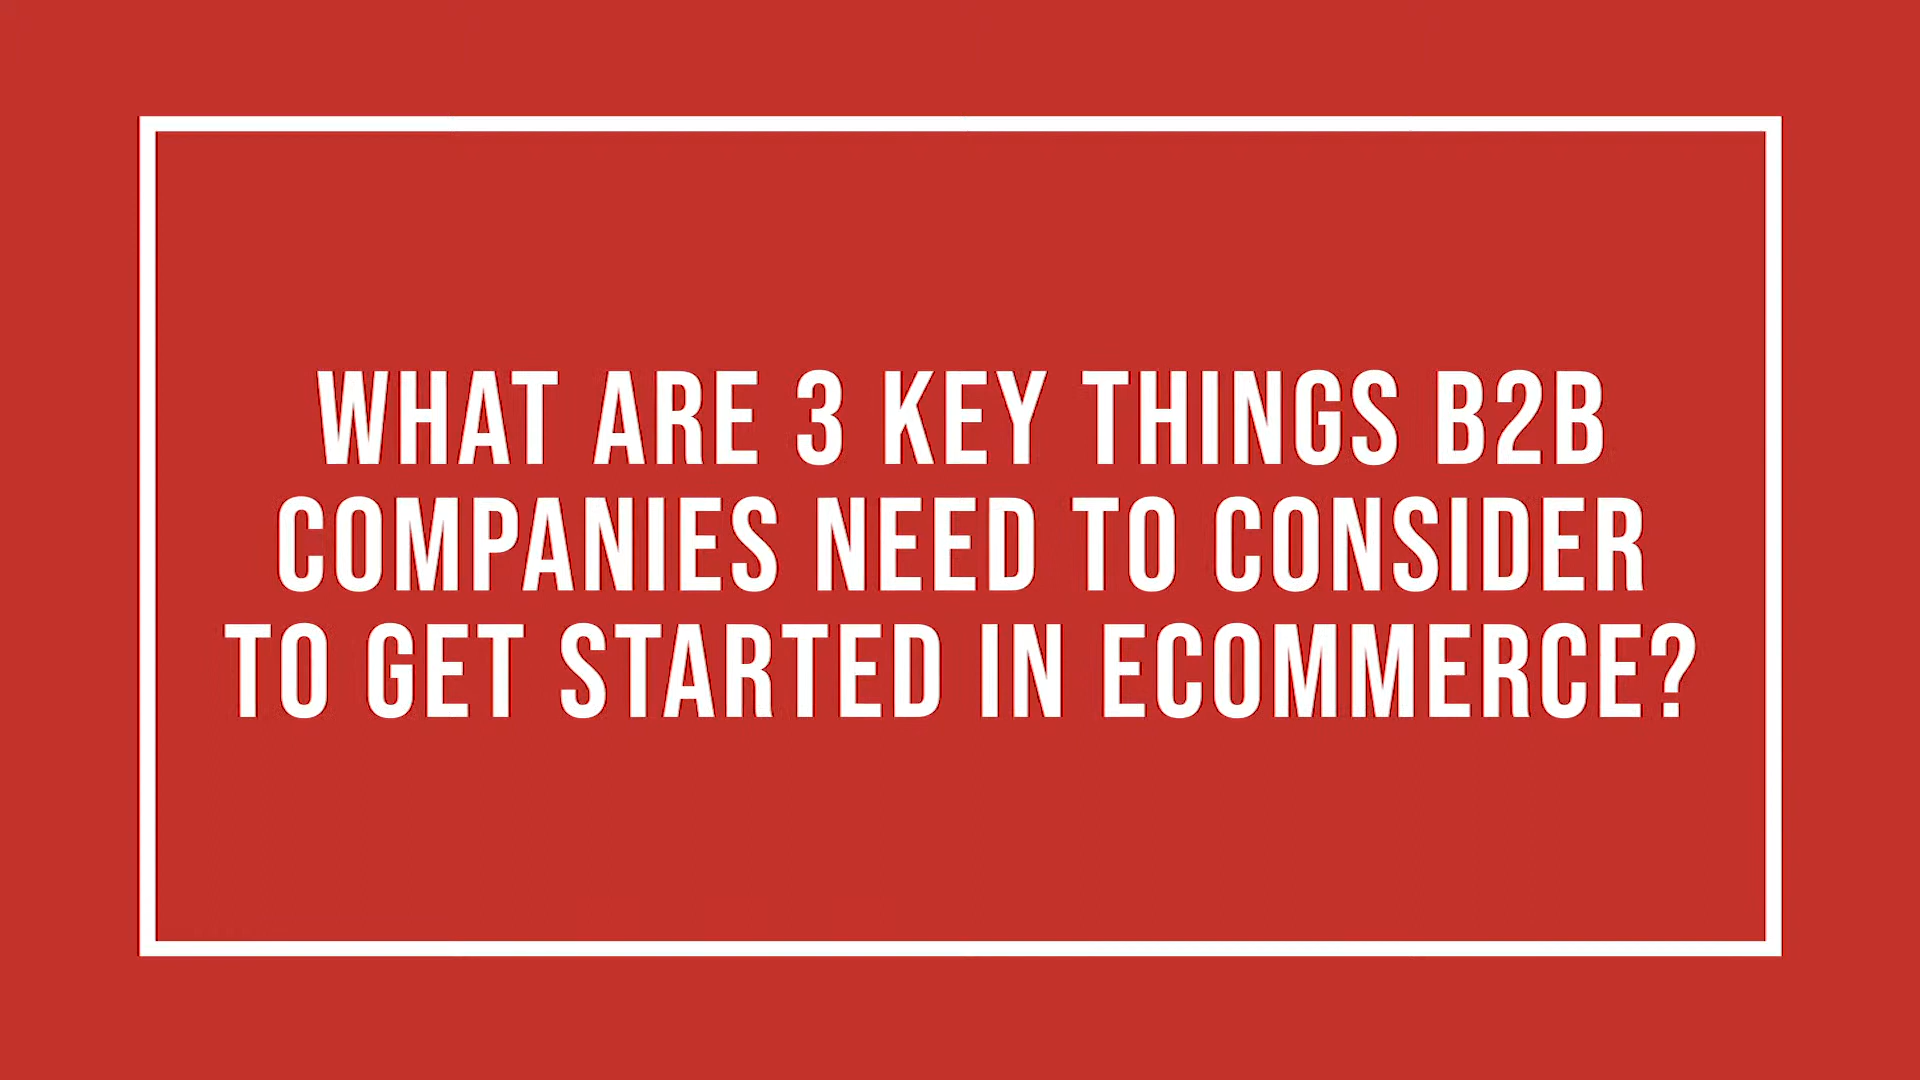 WHAT ARE 3 KEY THINGS B2B
COMPANIES NEED TO CONSIDER
TO GET STARTED IN ECOMMERCE?